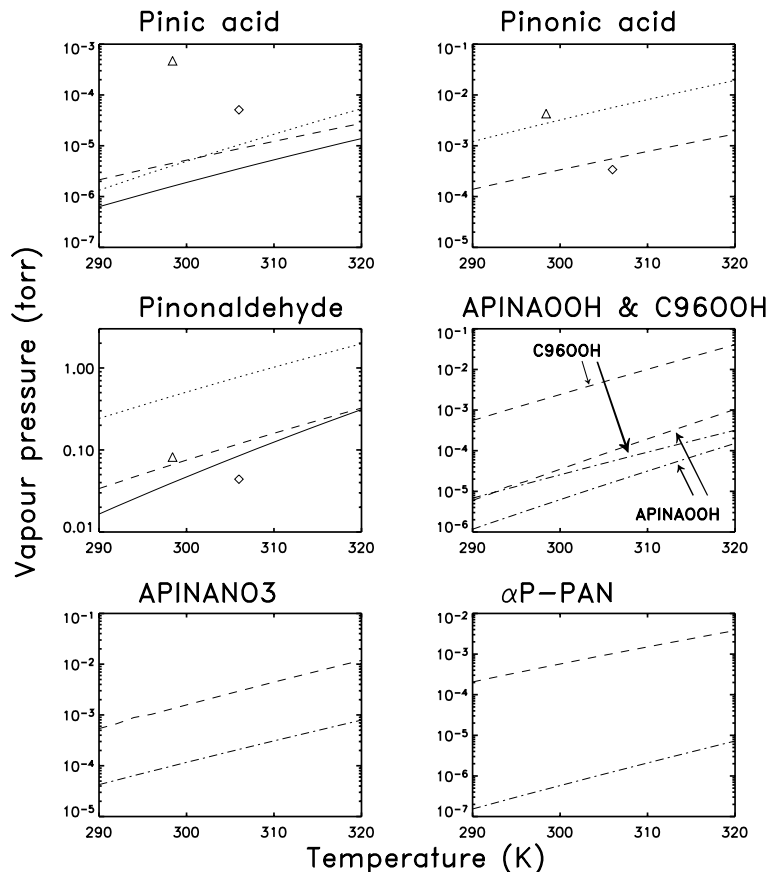 Pinic acid
10⁻³
10⁻⁴
10⁻⁵
10⁻⁶
10⁻⁷
290 300 310 320
Pinonic acid
10⁻¹
10⁻²
10⁻³
10⁻⁴
10⁻⁵
290 300 310 320
Vapour pressure (torr)
Pinonaldehyde
1.00
0.10
0.01
290 300 310 320
APINAOOH & C96OOH
10⁻¹
10⁻²
10⁻³
10⁻⁴
10⁻⁵
10⁻⁶
C96OOH
APINAOOH
290 300 310 320
APINANO3
10⁻¹
10⁻²
10⁻³
10⁻⁴
10⁻⁵
290 300 310 320
αP-PAN
10⁻²
10⁻³
10⁻⁴
10⁻⁵
10⁻⁶
10⁻⁷
290 300 310 320
Temperature (K)